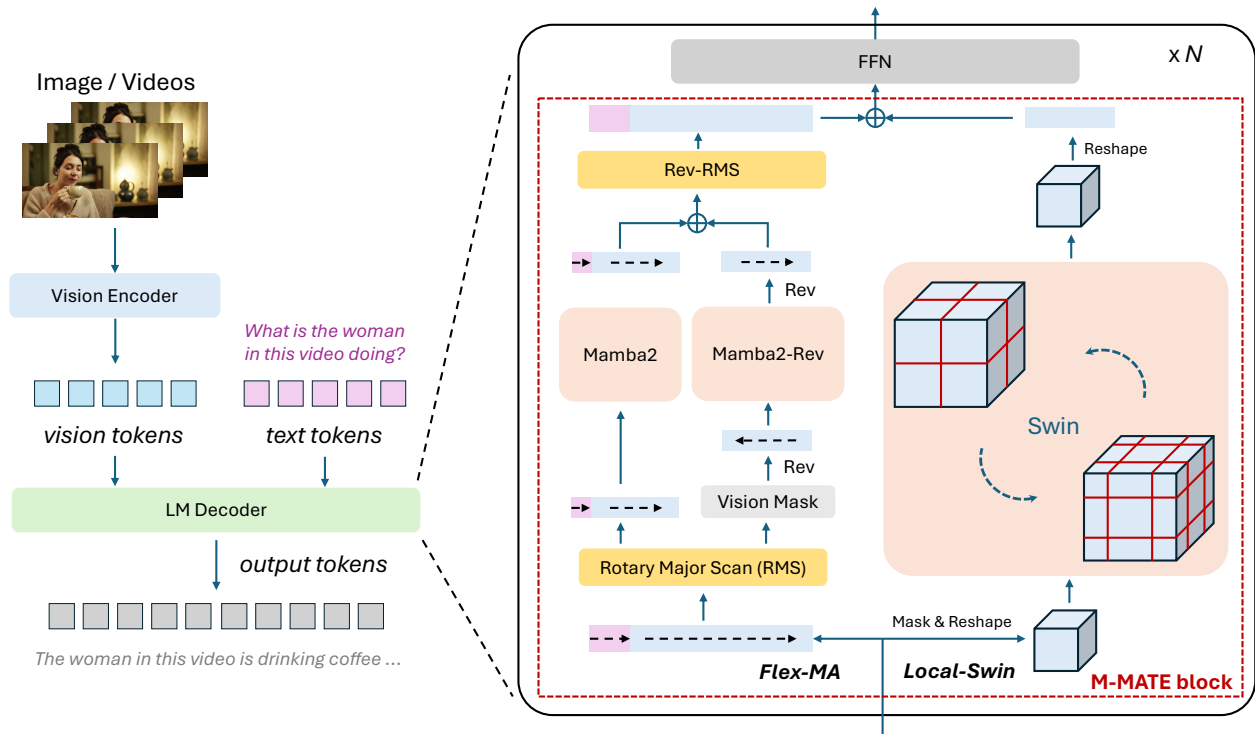 Image / Videos
Vision Encoder
What is the woman
in this video doing?
vision tokens
text tokens
LM Decoder
output tokens
The woman in this video is drinking coffee ...
x N
FFN
Rev-RMS
Reshape
Rev
Mamba2
Mamba2-Rev
Swin
Rev
Vision Mask
Rotary Major Scan (RMS)
Mask & Reshape
Flex-MA
Local-Swin
M-MATE block